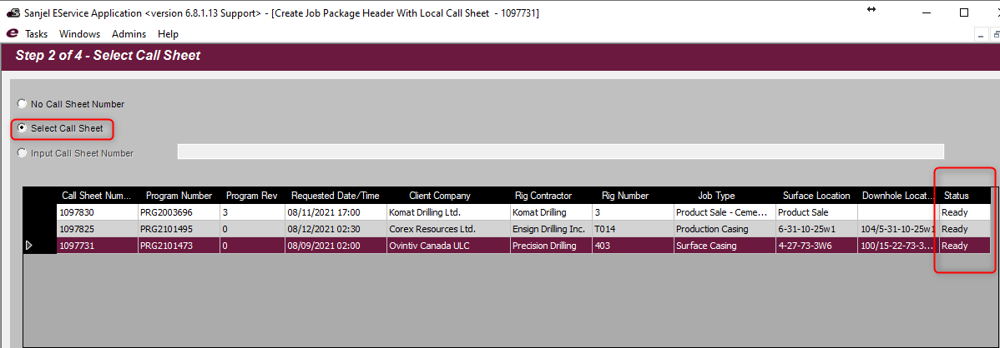 Sanjel EService Application <version 6.8.1.13 Support> - [Create Job Package Header With Local Call Sheet - 1097731]
Tasks Windows Admins Help
Step 2 of 4 - Select Call Sheet
No Call Sheet Number
Select Call Sheet
Input Call Sheet Number
Call Sheet Num... Program Number Program Rev Requested Date/Time Client Company Rig Contractor Rig Number Job Type Surface Location Downhole Locat... Status
1097830 PRG2003696 3 08/11/2021 17:00 Komat Drilling Ltd. Komat Drilling 3 Product Sale - Ceme... Product Sale Ready
1097825 PRG2101495 0 08/12/2021 02:30 Corex Resources Ltd. Ensign Drilling Inc. T014 Production Casing 6-31-10-25w1 104/5-31-10-25w1 Ready
1097731 PRG2101473 0 08/09/2021 02:00 Ovintiv Canada ULC Precision Drilling 403 Surface Casing 4-27-73-3W6 100/15-22-73-3... Ready